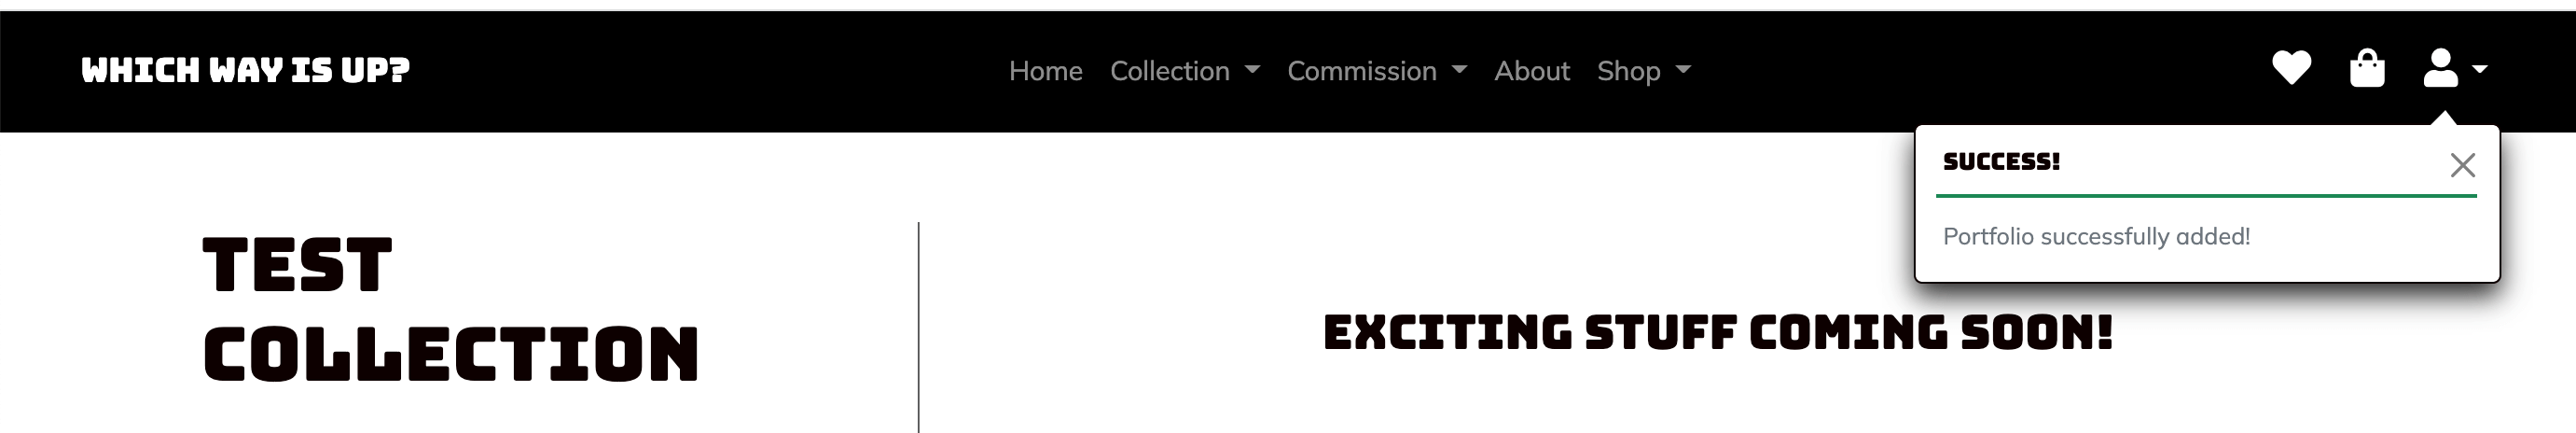 WHICH WAY IS UP?
Home Collection Commission About Shop
SUCCESS!
Portfolio successfully added!
TEST
COLLECTION
EXCITING STUFF COMING SOON!